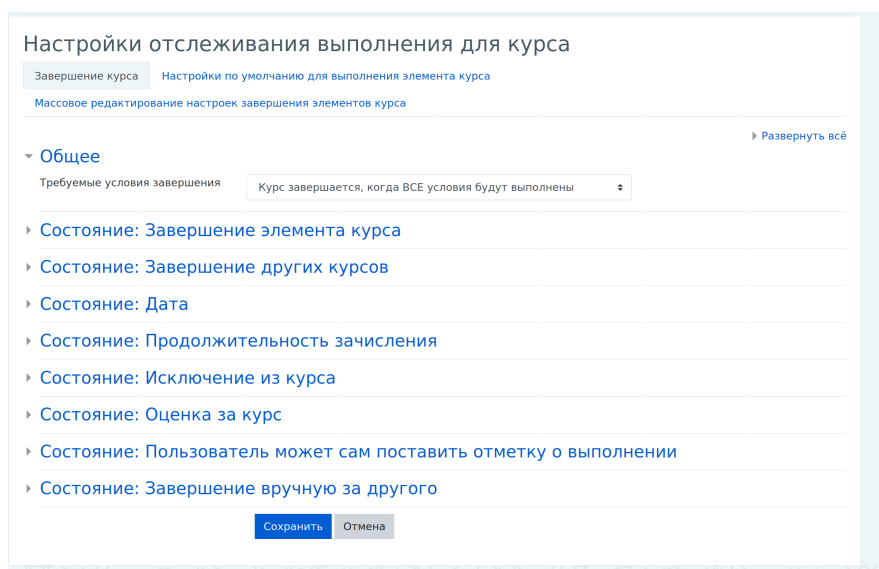 Настройки отслеживания выполнения для курса
Завершение курса Настройки по умолчанию для выполнения элемента курса
Массовое редактирование настроек завершения элементов курса
Развернуть всё
Общее
Требуемые условия завершения Курс завершается, когда ВСЕ условия будут выполнены
Состояние: Завершение элемента курса
Состояние: Завершение других курсов
Состояние: Дата
Состояние: Продолжительность зачисления
Состояние: Исключение из курса
Состояние: Оценка за курс
Состояние: Пользователь может сам поставить отметку о выполнении
Состояние: Завершение вручную за другого
Сохранить Отмена